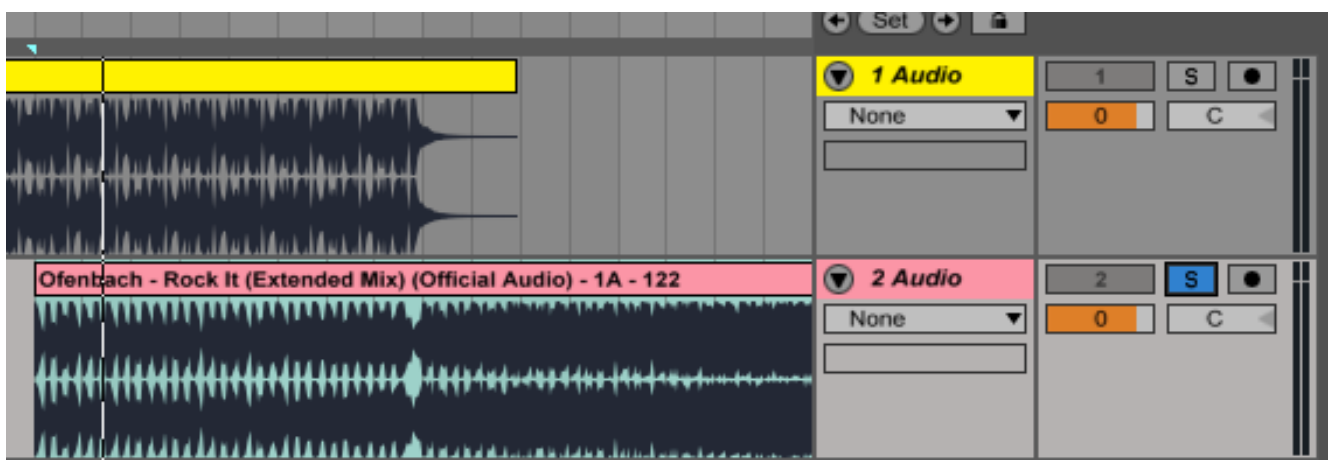 Set
1 Audio
1
S
None
0
C
Ofenbach - Rock It (Extended Mix) (Official Audio) - 1A - 122
2 Audio
2
S
None
0
C